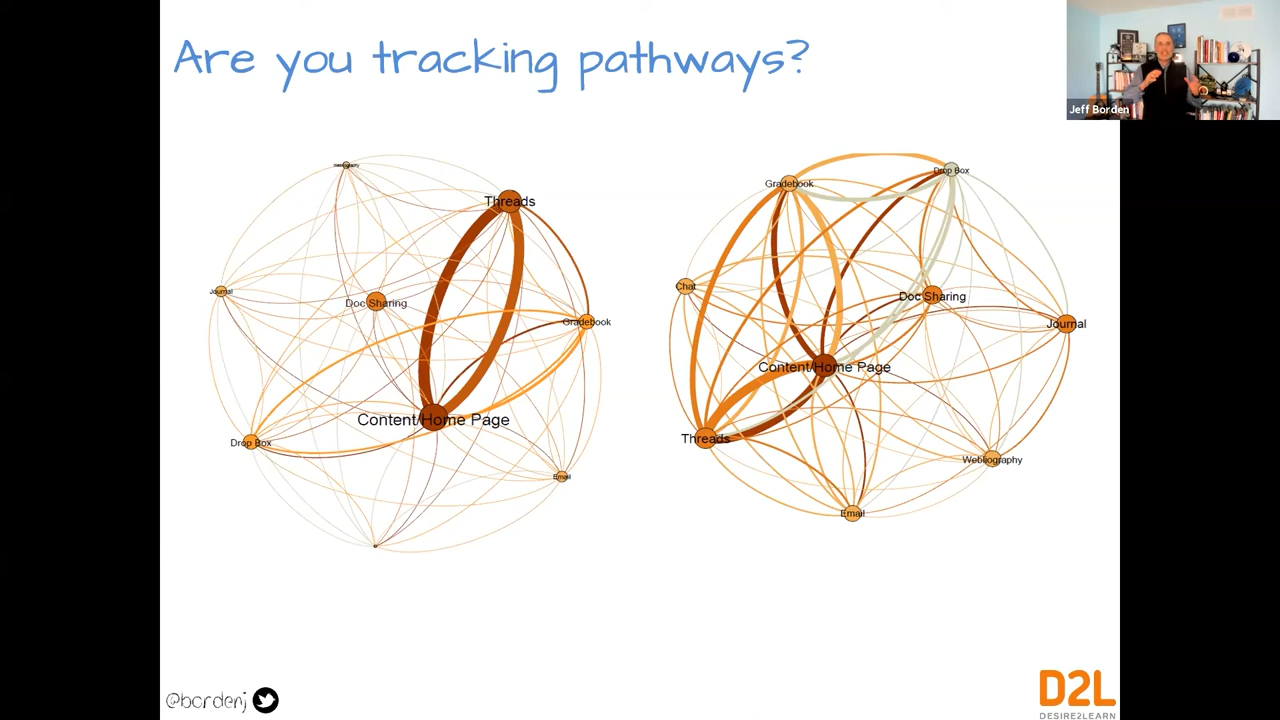 Are you tracking pathways?
Jeff Borden
Threads
Journal
Doc Sharing
Gradebook
Content/Home Page
Drop Box
Email
Gradebook
Drop Box
Chat
Doc Sharing
Journal
Content/Home Page
Threads
Webliography
Email
@bordenj
D2L
DESIRE2LEARN